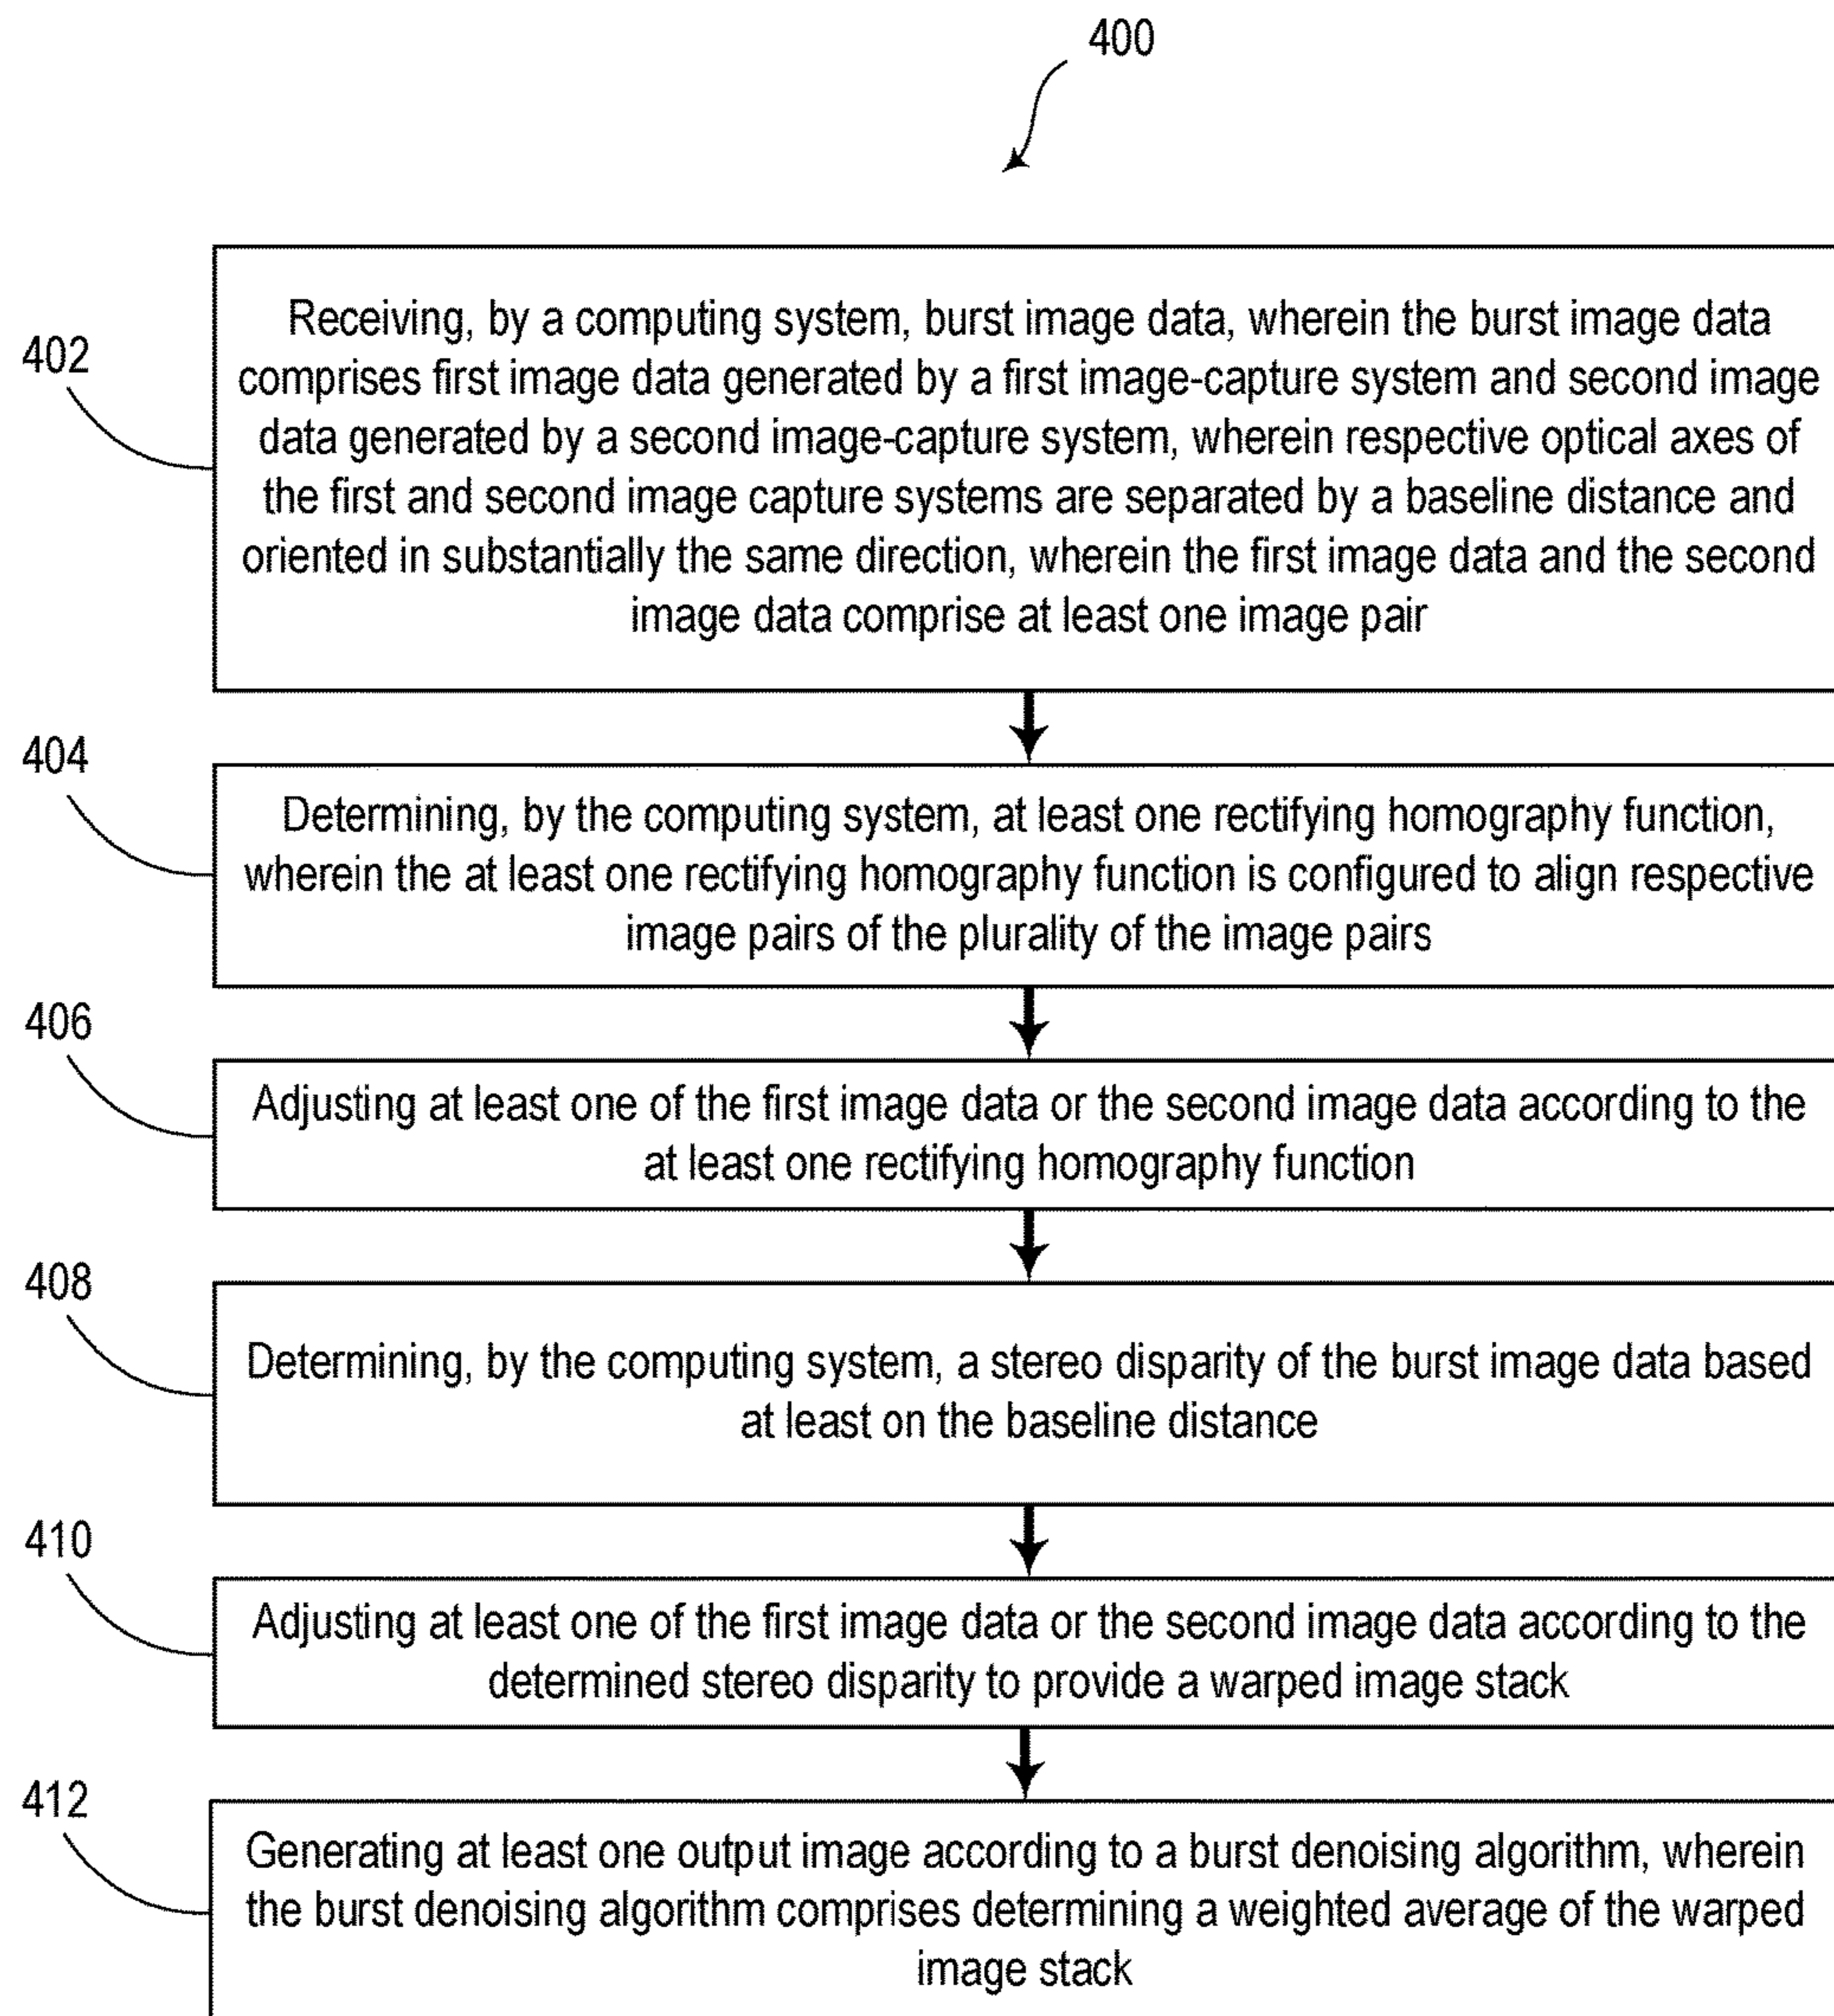 400
402
Receiving, by a computing system, burst image data, wherein the burst image data
comprises first image data generated by a first image-capture system and second image
data generated by a second image-capture system, wherein respective optical axes of
the first and second image capture systems are separated by a baseline distance and
oriented in substantially the same direction, wherein the first image data and the second
image data comprise at least one image pair
404
Determining, by the computing system, at least one rectifying homography function,
wherein the at least one rectifying homography function is configured to align respective
image pairs of the plurality of the image pairs
406
Adjusting at least one of the first image data or the second image data according to the
at least one rectifying homography function
408
Determining, by the computing system, a stereo disparity of the burst image data based
at least on the baseline distance
410
Adjusting at least one of the first image data or the second image data according to the
determined stereo disparity to provide a warped image stack
412
Generating at least one output image according to a burst denoising algorithm, wherein
the burst denoising algorithm comprises determining a weighted average of the warped
image stack